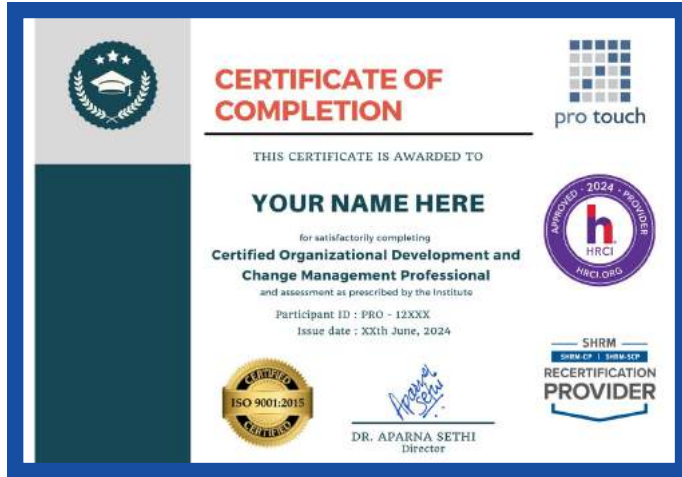 CERTIFICATE OF
COMPLETION
pro touch
THIS CERTIFICATE IS AWARDED TO
YOUR NAME HERE
for satisfactorily completing
Certified Organizational Development and
Change Management Professional
and assessment as prescribed by the Institute
Participant ID : PRO - 12XXX
Issue date : XXth June, 2024
APPROVED · 2024 · PROVIDER
h
HRCI
HRCI.ORG
SHRM
SHRM-CP | SHRM-SCP
RECERTIFICATION
PROVIDER
CERTIFIED
ISO 9001:2015
CERTIFIED
Aparna
Sethi
DR. APARNA SETHI
Director